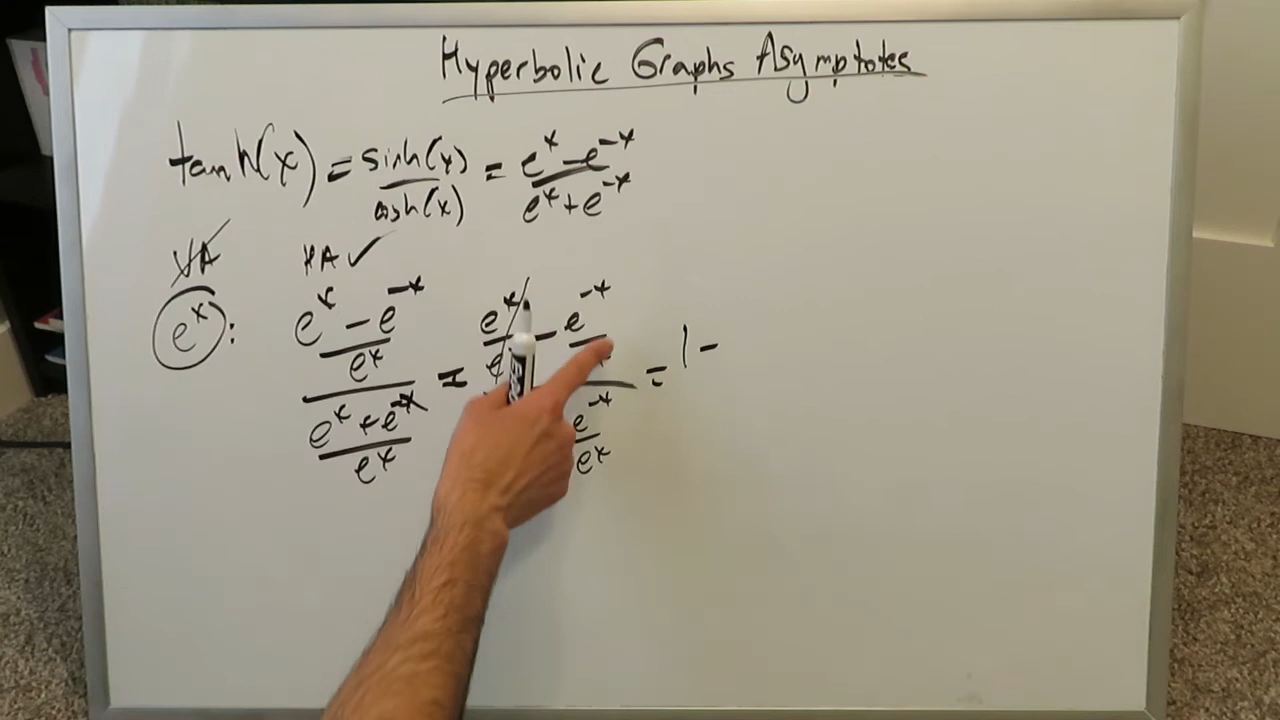 Hyperbolic Graphs Asymptotes
tanh(x) = sinh(x)/cosh(x) = e^x - e^-x / e^x + e^-x
VA HA ✓
e^x : e^x - e^-x / e^x / e^x + e^-x / e^x = e^x / e - e^-x / e^-x / e^x = 1 -